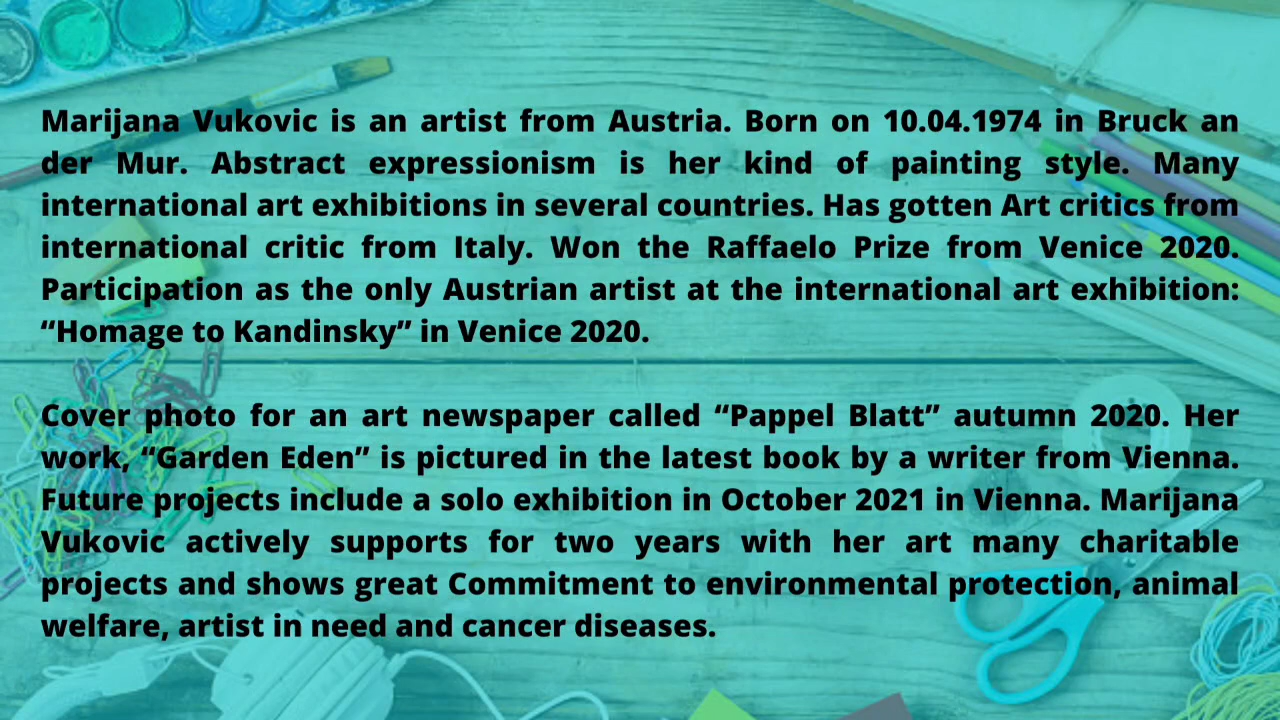 Marijana Vukovic is an artist from Austria. Born on 10.04.1974 in Bruck an
der Mur. Abstract expressionism is her kind of painting style. Many
international art exhibitions in several countries. Has gotten Art critics from
international critic from Italy. Won the Raffaelo Prize from Venice 2020.
Participation as the only Austrian artist at the international art exhibition:
“Homage to Kandinsky” in Venice 2020.
Cover photo for an art newspaper called “Pappel Blatt” autumn 2020. Her
work, “Garden Eden” is pictured in the latest book by a writer from Vienna.
Future projects include a solo exhibition in October 2021 in Vienna. Marijana
Vukovic actively supports for two years with her art many charitable
projects and shows great Commitment to environmental protection, animal
welfare, artist in need and cancer diseases.